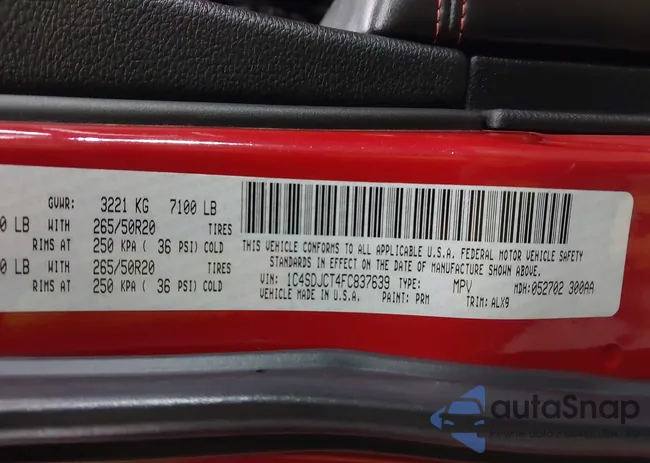 GVWR: 3221 KG 7100 LB
0 LB WITH 265/50R20 TIRES
RIMS AT 250 KPA ( 36 PSI) COLD
0 LB WITH 265/50R20 TIRES
RIMS AT 250 KPA ( 36 PSI) COLD
THIS VEHICLE CONFORMS TO ALL APPLICABLE U.S.A. FEDERAL MOTOR VEHICLE SAFETY
STANDARDS IN EFFECT ON THE DATE OF MANUFACTURE SHOWN ABOVE.
VIN: 1C4SDJCT4FC837639 TYPE: MPV MDH: 052702 300AA
VEHICLE MADE IN U.S.A. PAINT: PRM TRIM: ALX9
autaSnap